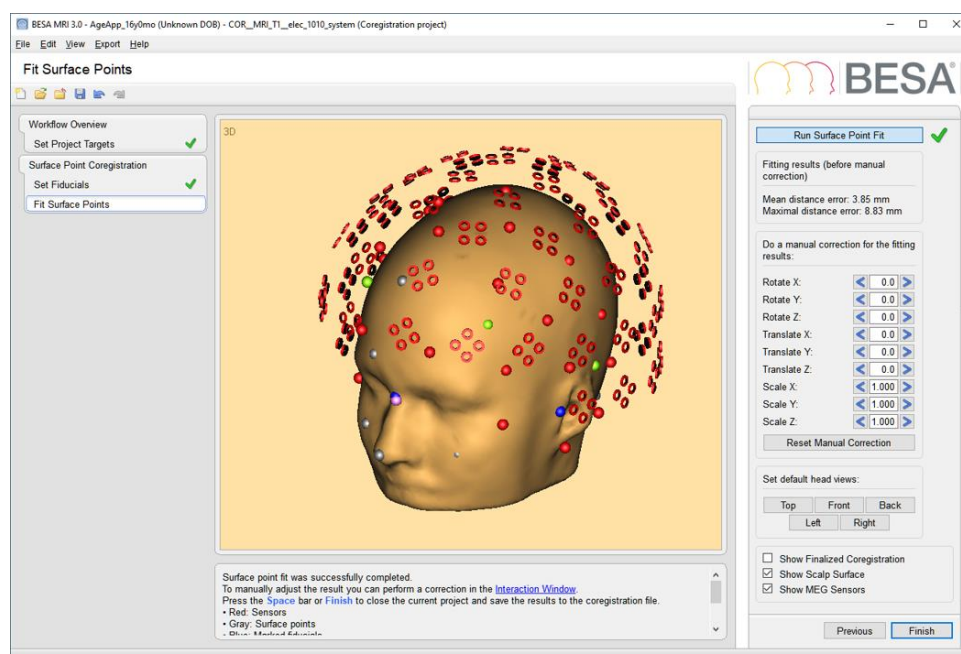 BESA MRI 3.0 - AgeApp_16y0mo (Unknown DOB) - COR__MRI_T1__elec_1010_system (Coregistration project)
File Edit View Export Help
Fit Surface Points
BESA®
Workflow Overview
Set Project Targets
Surface Point Coregistration
Set Fiducials
Fit Surface Points
3D
Surface point fit was successfully completed.
To manually adjust the result you can perform a correction in the Interaction Window.
Press the Space bar or Finish to close the current project and save the results to the coregistration file.
• Red: Sensors
• Gray: Surface points
• Blue: Marked fiducials
Run Surface Point Fit
Fitting results (before manual
correction)
Mean distance error: 3.85 mm
Maximal distance error: 8.83 mm
Do a manual correction for the fitting
results:
Rotate X: 0.0
Rotate Y: 0.0
Rotate Z: 0.0
Translate X: 0.0
Translate Y: 0.0
Translate Z: 0.0
Scale X: 1.000
Scale Y: 1.000
Scale Z: 1.000
Reset Manual Correction
Set default head views:
Top Front Back
Left Right
Show Finalized Coregistration
Show Scalp Surface
Show MEG Sensors
Previous Finish